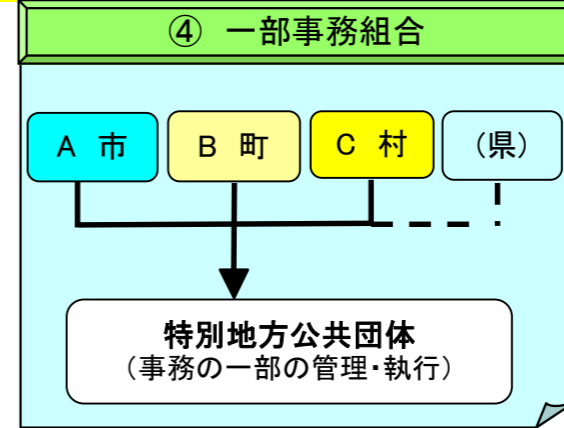 ④ 一部事務組合
A 市 B 町 C 村 (県)
特別地方公共団体
(事務の一部の管理・執行)